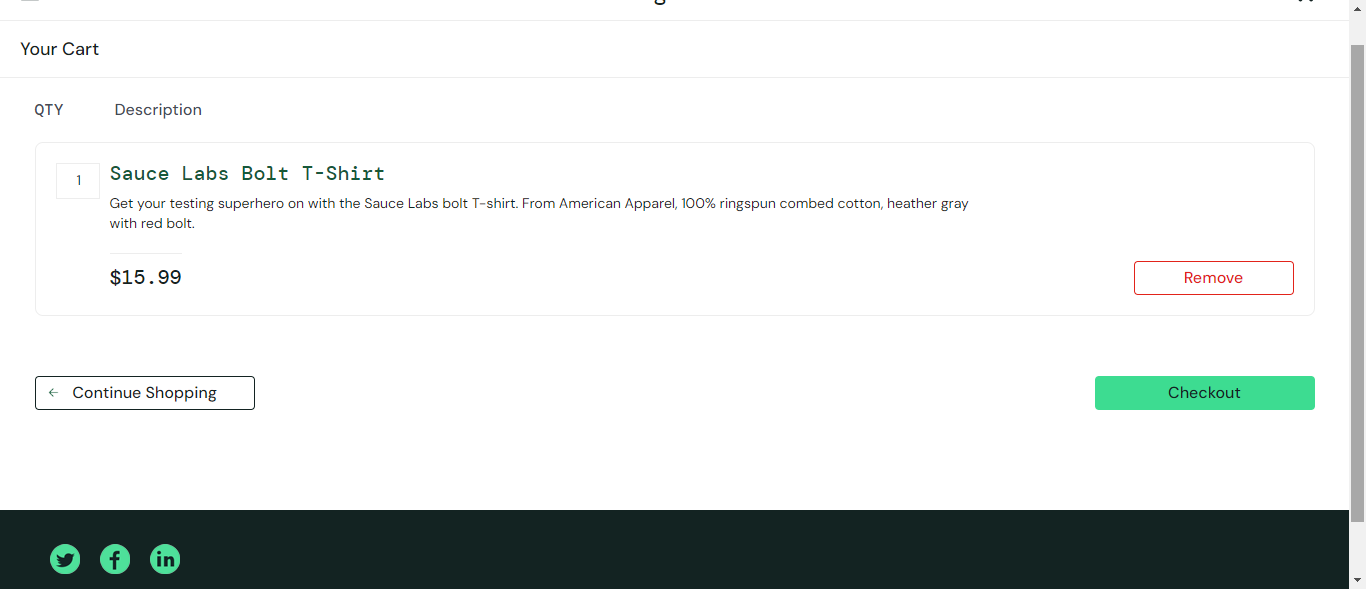 Your Cart
QTY Description
1 Sauce Labs Bolt T-Shirt
Get your testing superhero on with the Sauce Labs bolt T-shirt. From American Apparel, 100% ringspun combed cotton, heather gray
with red bolt.
$15.99 Remove
← Continue Shopping Checkout